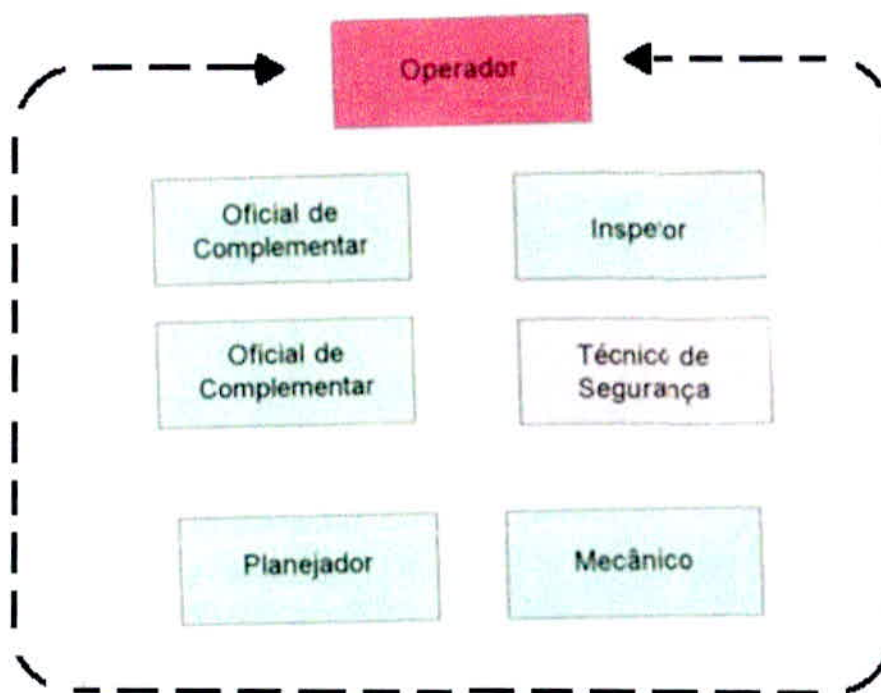 Operador
Oficial de
Complementar
Inspetor
Oficial de
Complementar
Técnico de
Segurança
Planejador
Mecânico